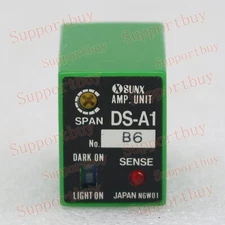 Supportbuy
Supportbuy
SUNX
AMP. UNIT
SPAN DS-A1
No. B6
DARK ON SENSE
LIGHT ON JAPAN NGW01